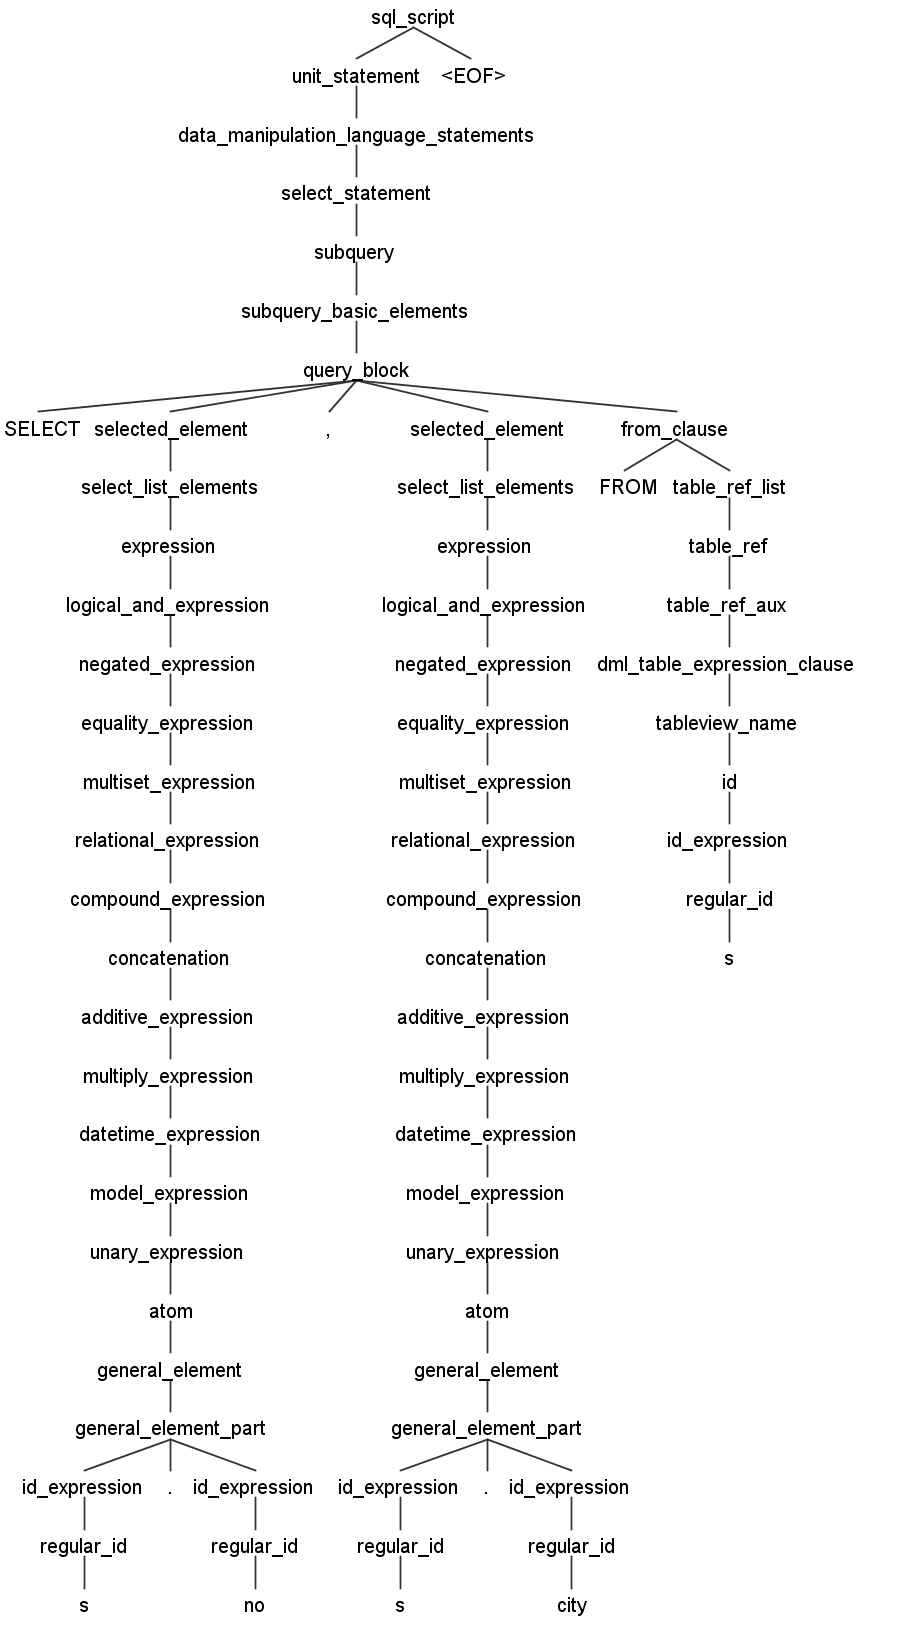 sql_script
unit_statement <EOF>
data_manipulation_language_statements
select_statement
subquery
subquery_basic_elements
query_block
SELECT selected_element , selected_element from_clause
select_list_elements select_list_elements FROM table_ref_list
expression expression table_ref
logical_and_expression logical_and_expression table_ref_aux
negated_expression negated_expression dml_table_expression_clause
equality_expression equality_expression tableview_name
multiset_expression multiset_expression id
relational_expression relational_expression id_expression
compound_expression compound_expression regular_id
concatenation concatenation s
additive_expression additive_expression
multiply_expression multiply_expression
datetime_expression datetime_expression
model_expression model_expression
unary_expression unary_expression
atom atom
general_element general_element
general_element_part general_element_part
id_expression . id_expression id_expression . id_expression
regular_id regular_id regular_id regular_id
s no s city